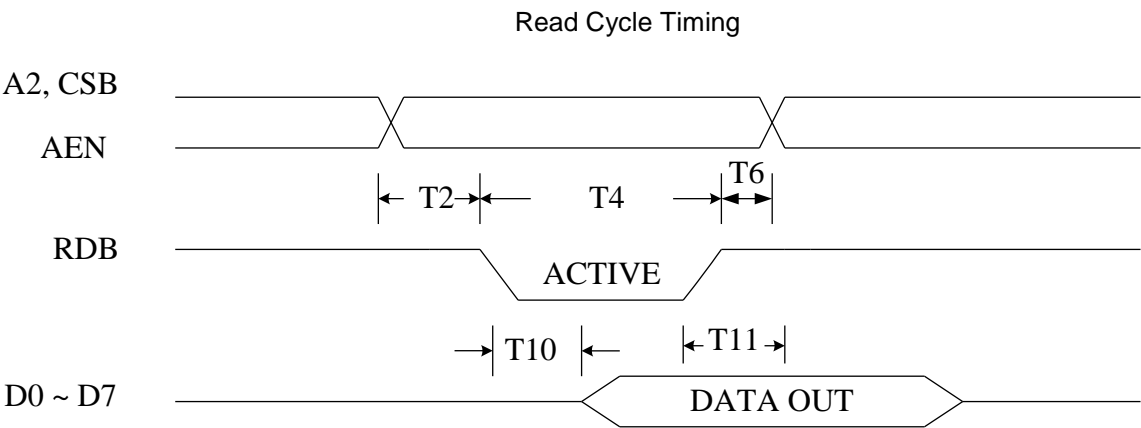 Read Cycle Timing
A2, CSB
AEN
T2 T4 T6
RDB
ACTIVE
T10 T11
D0 ~ D7 DATA OUT